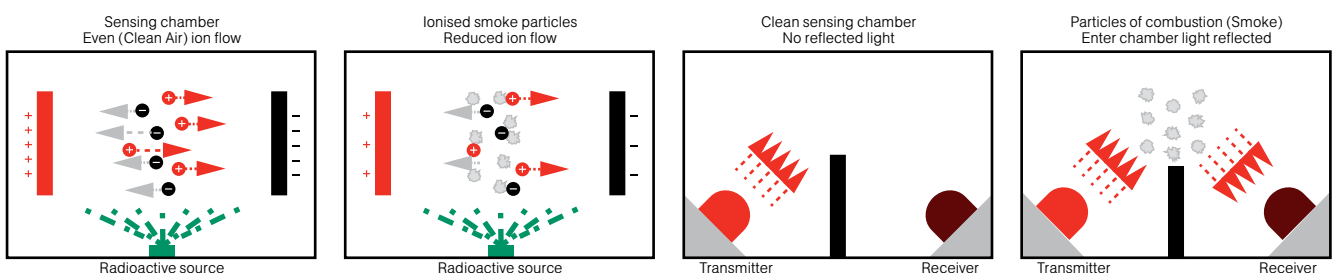 Sensing chamber
Even (Clean Air) ion flow
Radioactive source
Ionised smoke particles
Reduced ion flow
Radioactive source
Clean sensing chamber
No reflected light
Transmitter
Receiver
Particles of combustion (Smoke)
Enter chamber light reflected
Transmitter
Receiver